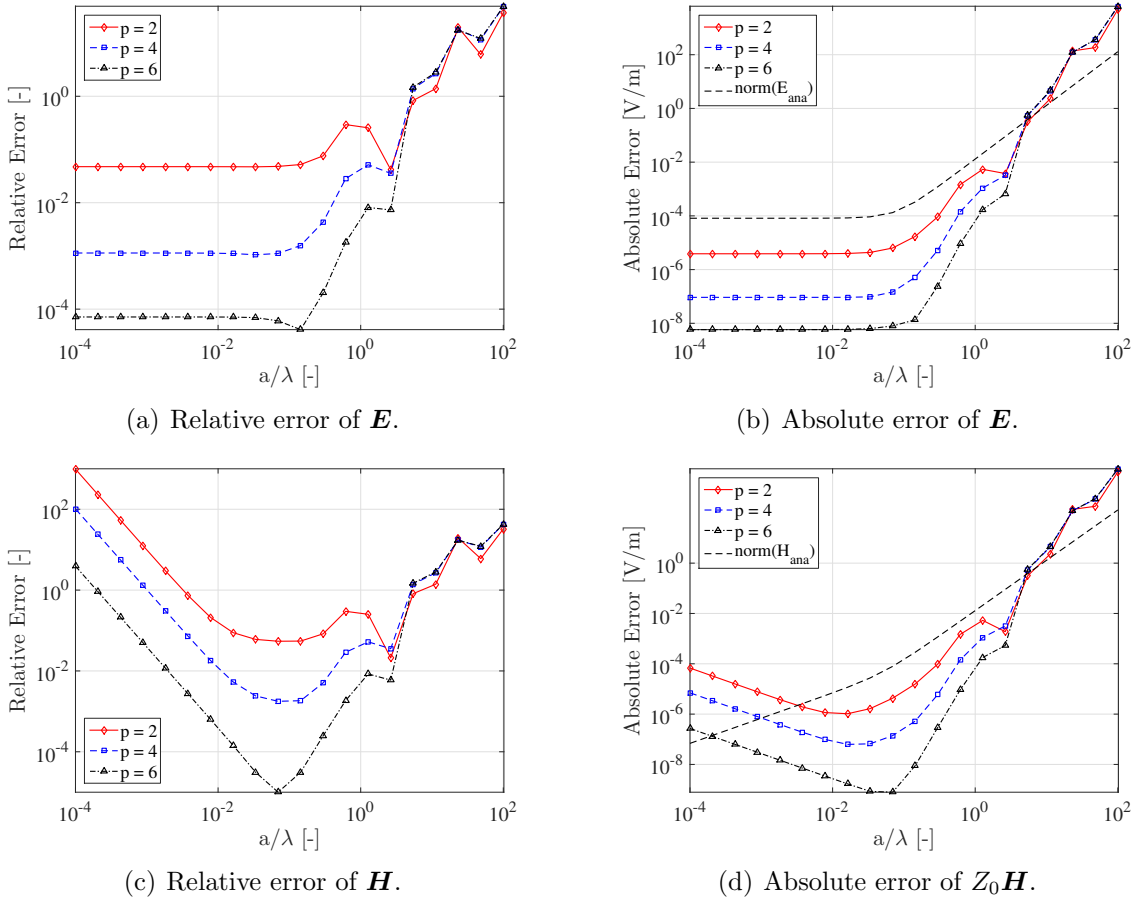 p = 2
p = 4
p = 6
10^0
10^-2
10^-4
Relative Error [-]
10^-4
10^-2
10^0
10^2
a/λ [-]
(a) Relative error of E.
p = 2
p = 4
p = 6
norm(E_ana)
10^2
10^0
10^-2
10^-4
10^-6
10^-8
Absolute Error [V/m]
10^-4
10^-2
10^0
10^2
a/λ [-]
(b) Absolute error of E.
10^2
10^0
10^-2
10^-4
Relative Error [-]
p = 2
p = 4
p = 6
10^-4
10^-2
10^0
10^2
a/λ [-]
(c) Relative error of H.
p = 2
p = 4
p = 6
norm(H_ana)
10^0
10^-2
10^-4
10^-6
10^-8
Absolute Error [V/m]
10^-4
10^-2
10^0
10^2
a/λ [-]
(d) Absolute error of Z_0H.